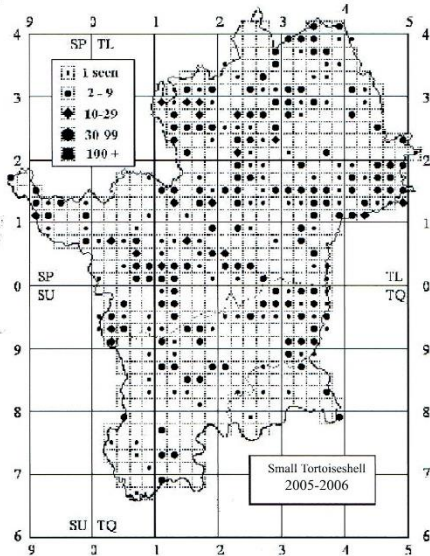 9 0 1 2 3 4 5
4 4
SP TL
1 seen
2 - 9
10-29
30-99
100 +
3 3
2 2
1 1
0 SP TL 0
SU TQ
9 9
8 8
7 7
Small Tortoiseshell
2005-2006
SU TQ
6 6
9 0 1 2 3 4 5